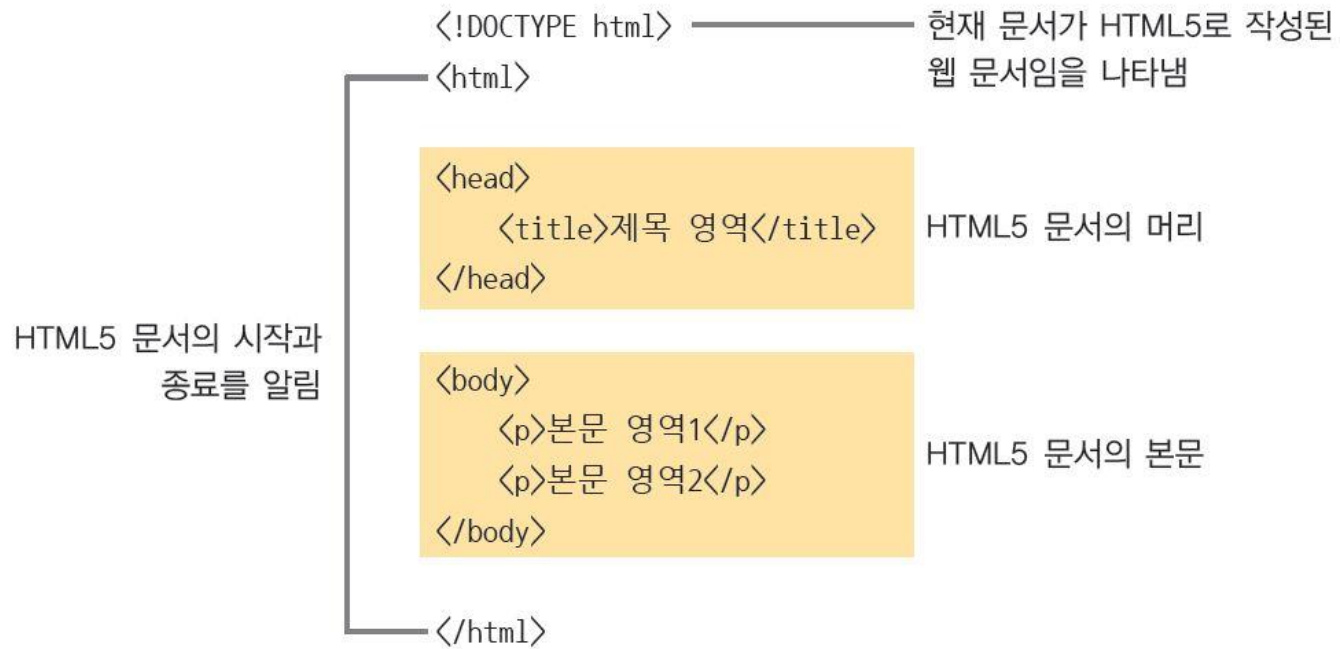 〈!DOCTYPE html〉 현재 문서가 HTML5로 작성된
웹 문서임을 나타냄
〈html〉
〈head〉
〈title〉제목 영역〈/title〉
〈/head〉
HTML5 문서의 머리
HTML5 문서의 시작과
종료를 알림
〈body〉
〈p〉본문 영역1〈/p〉
〈p〉본문 영역2〈/p〉
〈/body〉
HTML5 문서의 본문
〈/html〉